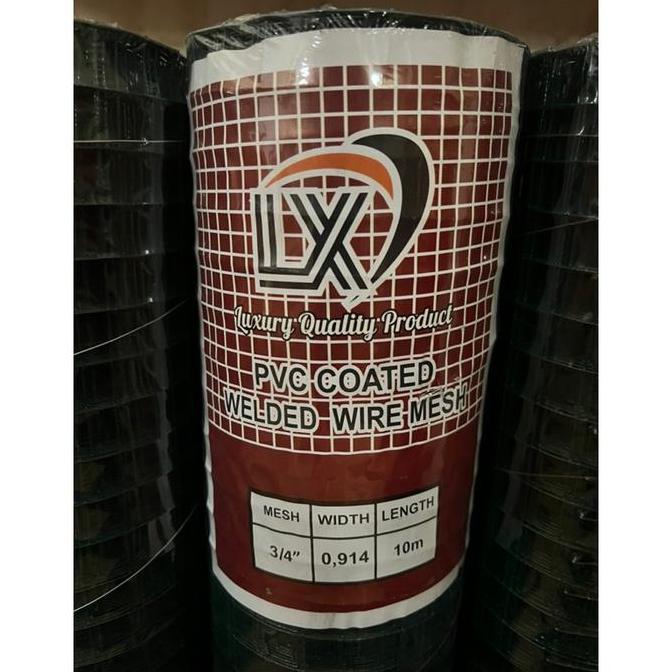 LX
Luxury Quality Product
PVC COATED
WELDED WIRE MESH
MESH WIDTH LENGTH
3/4" 0,914 10m